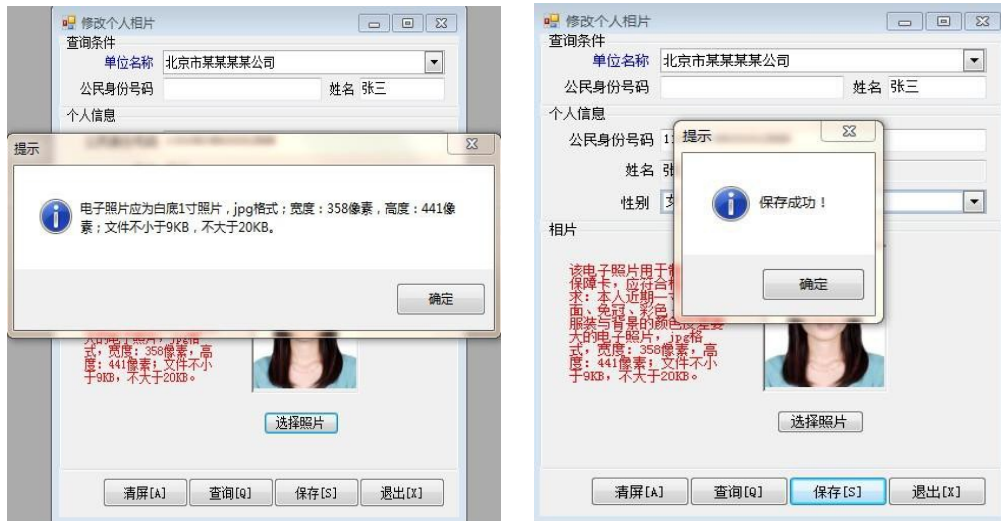 修改个人相片
查询条件
单位名称 北京市某某某某公司
公民身份号码 姓名 张三
个人信息
提示
电子照片应为白底1寸照片，jpg格式；宽度：358像素，高度：441像
素；文件不小于9KB，不大于20KB。
确定
大的电子照片，jpg格
式，宽度：358像素，高
度：441像素；文件不小
于9KB，不大于20KB。
选择照片
清屏[A] 查询[Q] 保存[S] 退出[X]
修改个人相片
查询条件
单位名称 北京市某某某某公司
公民身份号码 姓名 张三
个人信息
公民身份号码
姓名
性别
提示
保存成功！
确定
相片
该电子照片用于
保障卡，应符合
求：本人近期一
面、免冠、彩色
服装与背景的颜色反差要
大的电子照片，jpg格
式，宽度：358像素，高
度：441像素；文件不小
于9KB，不大于20KB。
选择照片
清屏[A] 查询[Q] 保存[S] 退出[X]